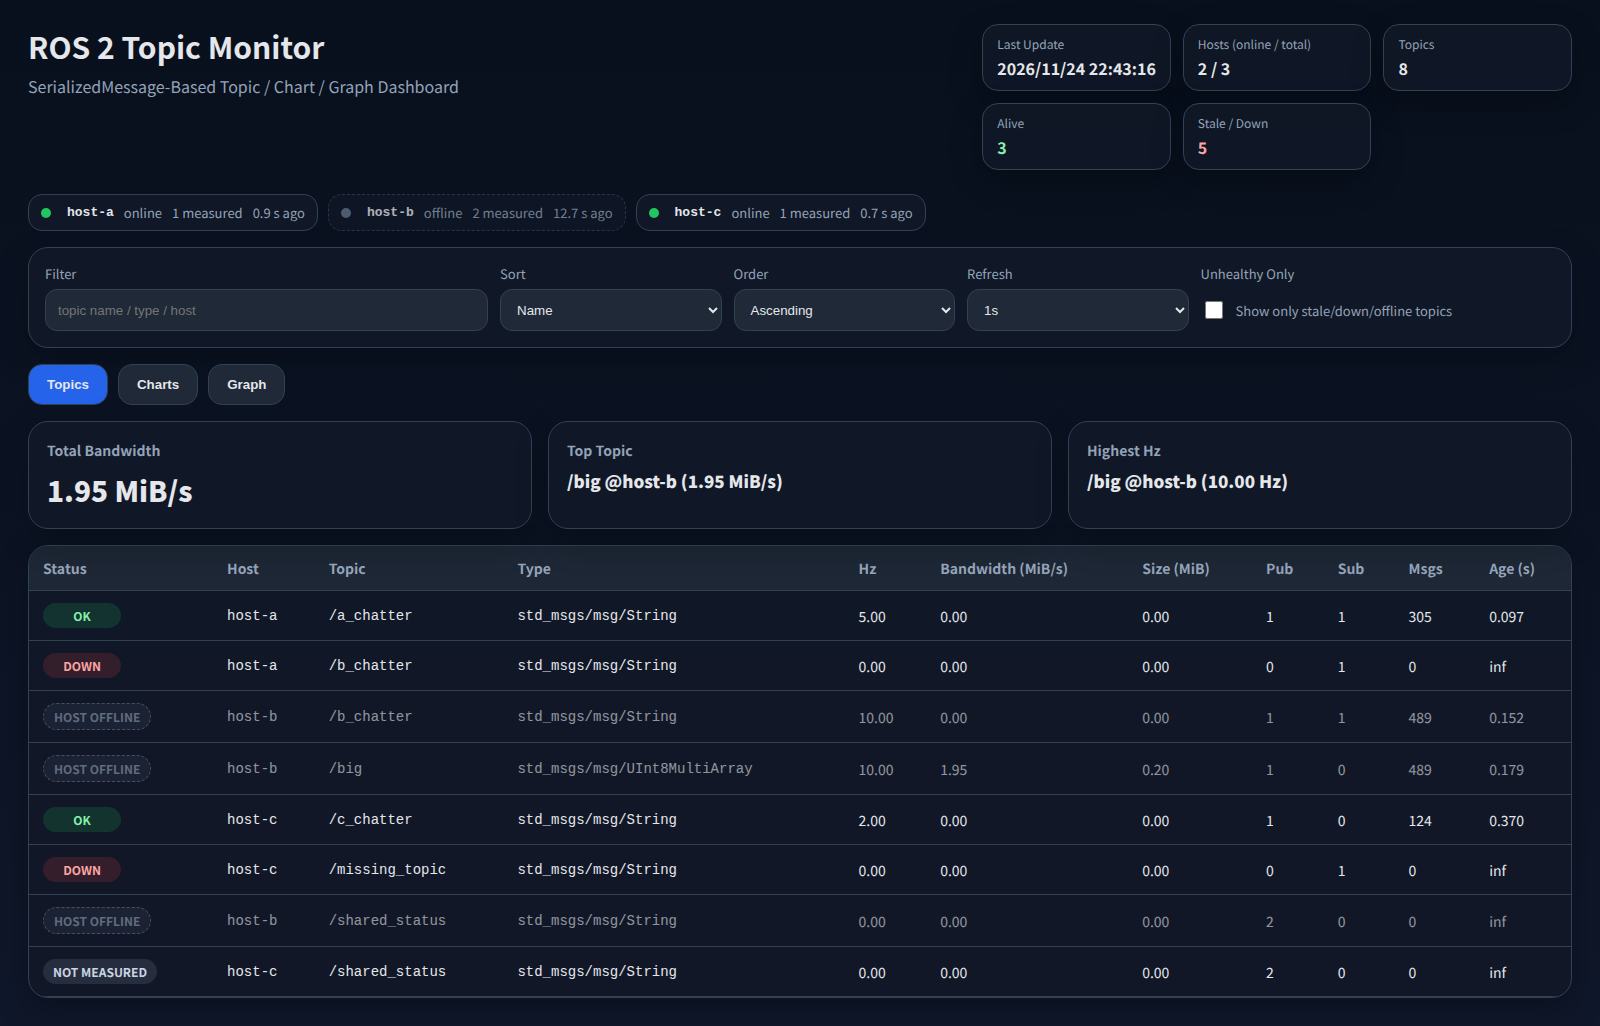 ROS 2 Topic Monitor
SerializedMessage-Based Topic / Chart / Graph Dashboard
Last Update
2026/11/24 22:43:16
Hosts (online / total)
2 / 3
Topics
8
Alive
3
Stale / Down
5
host-a online 1 measured 0.9 s ago
host-b offline 2 measured 12.7 s ago
host-c online 1 measured 0.7 s ago
Filter
topic name / type / host
Sort
Name
Order
Ascending
Refresh
1s
Unhealthy Only
Show only stale/down/offline topics
Topics
Charts
Graph
Total Bandwidth
1.95 MiB/s
Top Topic
/big @host-b (1.95 MiB/s)
Highest Hz
/big @host-b (10.00 Hz)
Status Host Topic Type Hz Bandwidth (MiB/s) Size (MiB) Pub Sub Msgs Age (s)
OK host-a /a_chatter std_msgs/msg/String 5.00 0.00 0.00 1 1 305 0.097
DOWN host-a /b_chatter std_msgs/msg/String 0.00 0.00 0.00 0 1 0 inf
HOST OFFLINE host-b /b_chatter std_msgs/msg/String 10.00 0.00 0.00 1 1 489 0.152
HOST OFFLINE host-b /big std_msgs/msg/UInt8MultiArray 10.00 1.95 0.20 1 0 489 0.179
OK host-c /c_chatter std_msgs/msg/String 2.00 0.00 0.00 1 0 124 0.370
DOWN host-c /missing_topic std_msgs/msg/String 0.00 0.00 0.00 0 1 0 inf
HOST OFFLINE host-b /shared_status std_msgs/msg/String 0.00 0.00 0.00 2 0 0 inf
NOT MEASURED host-c /shared_status std_msgs/msg/String 0.00 0.00 0.00 2 0 0 inf